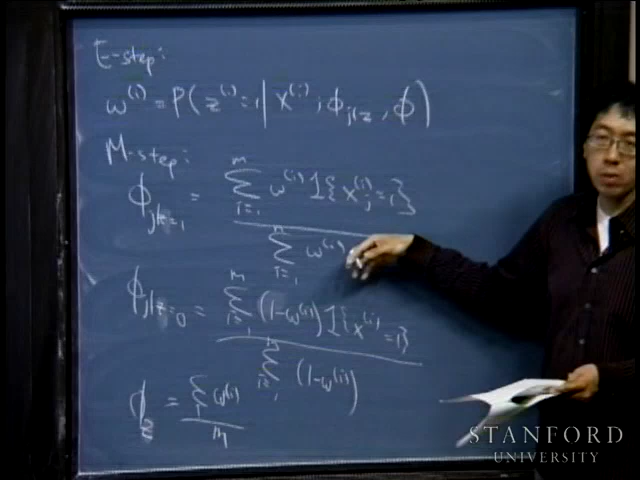 E-step:
w^(i) = P(z^(i)=1|x^(i); ϕ_j|z, ϕ)
M-step:
ϕ_j|z=1 = Σ_{i=1}^m w^(i) 1{x_j^(i)=1}
Σ_{i=1}^m w^(i)
ϕ_j|z=0 = Σ_{i=1}^m (1-w^(i)) 1{x^(i)=1}
Σ_{i=1}^m (1-w^(i))
ϕ_z = Σ_i w^(i)
m
STANFORD
UNIVERSITY